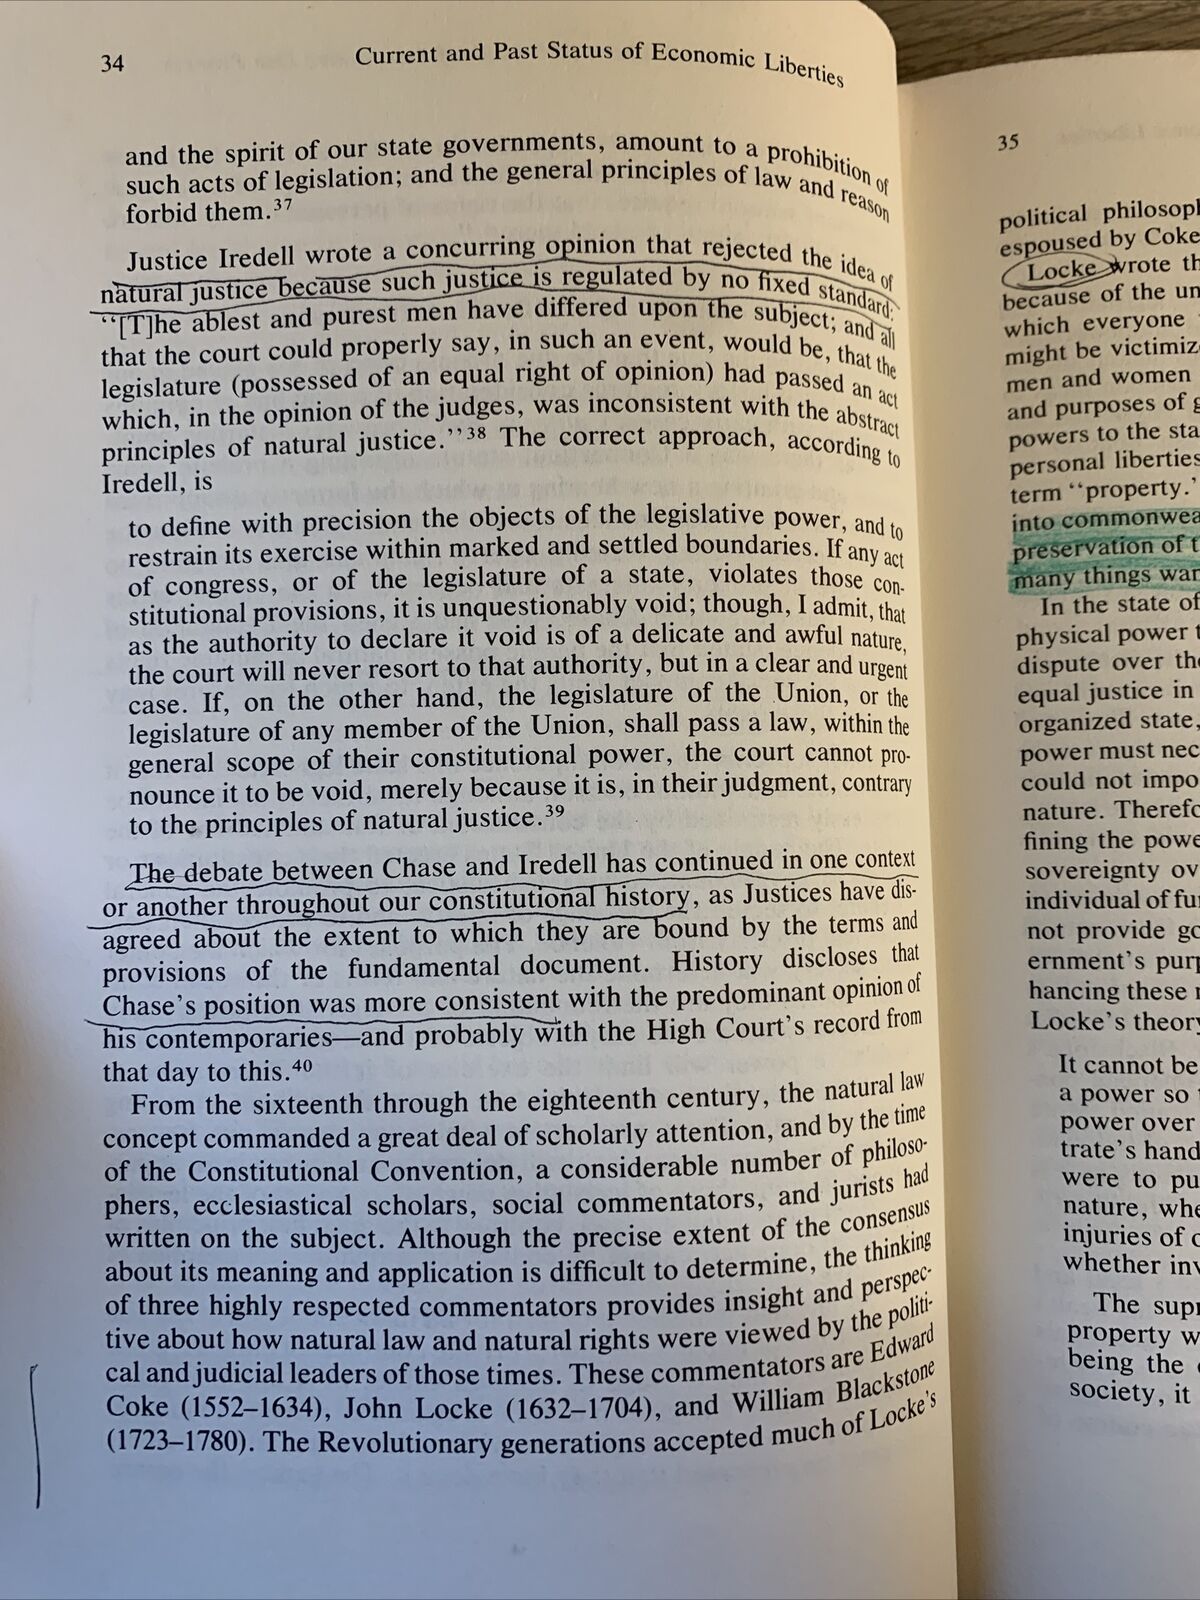 34
Current and Past Status of Economic Liberties
and the spirit of our state governments, amount to a prohibition of
such acts of legislation; and the general principles of law and reason
forbid them.37
Justice Iredell wrote a concurring opinion that rejected the idea of
natural justice because such justice is regulated by no fixed standard:
“[T]he ablest and purest men have differed upon the subject; and all
that the court could properly say, in such an event, would be, that the
legislature (possessed of an equal right of opinion) had passed an act
which, in the opinion of the judges, was inconsistent with the abstract
principles of natural justice.”38 The correct approach, according to
Iredell, is
to define with precision the objects of the legislative power, and to
restrain its exercise within marked and settled boundaries. If any act
of congress, or of the legislature of a state, violates those con-
stitutional provisions, it is unquestionably void; though, I admit, that
as the authority to declare it void is of a delicate and awful nature,
the court will never resort to that authority, but in a clear and urgent
case. If, on the other hand, the legislature of the Union, or the
legislature of any member of the Union, shall pass a law, within the
general scope of their constitutional power, the court cannot pro-
nounce it to be void, merely because it is, in their judgment, contrary
to the principles of natural justice.39
The debate between Chase and Iredell has continued in one context
or another throughout our constitutional history, as Justices have dis-
agreed about the extent to which they are bound by the terms and
provisions of the fundamental document. History discloses that
Chase’s position was more consistent with the predominant opinion of
his contemporaries—and probably with the High Court’s record from
that day to this.40
From the sixteenth through the eighteenth century, the natural law
concept commanded a great deal of scholarly attention, and by the time
of the Constitutional Convention, a considerable number of philoso-
phers, ecclesiastical scholars, social commentators, and jurists had
written on the subject. Although the precise extent of the consensus
about its meaning and application is difficult to determine, the thinking
of three highly respected commentators provides insight and perspec-
tive about how natural law and natural rights were viewed by the politi-
cal and judicial leaders of those times. These commentators are Edward
Coke (1552–1634), John Locke (1632–1704), and William Blackstone
(1723–1780). The Revolutionary generations accepted much of Locke’s
35
political
espoused by Coke
Locke wrote
because of the
which everyone
might be
men and women
and purposes of
powers to the
personal liberties
term “property.’
into
preservation of
many things
In the state of
physical power
dispute over
equal justice in
organized state,
power must
could not
nature.
fining the
sovereignty
individual of
not provide
ernment’s
hancing these
Locke’s theory
It cannot be
a power so
power over
trate’s
were to
nature,
injuries of
whether
The
property
being the
society, it